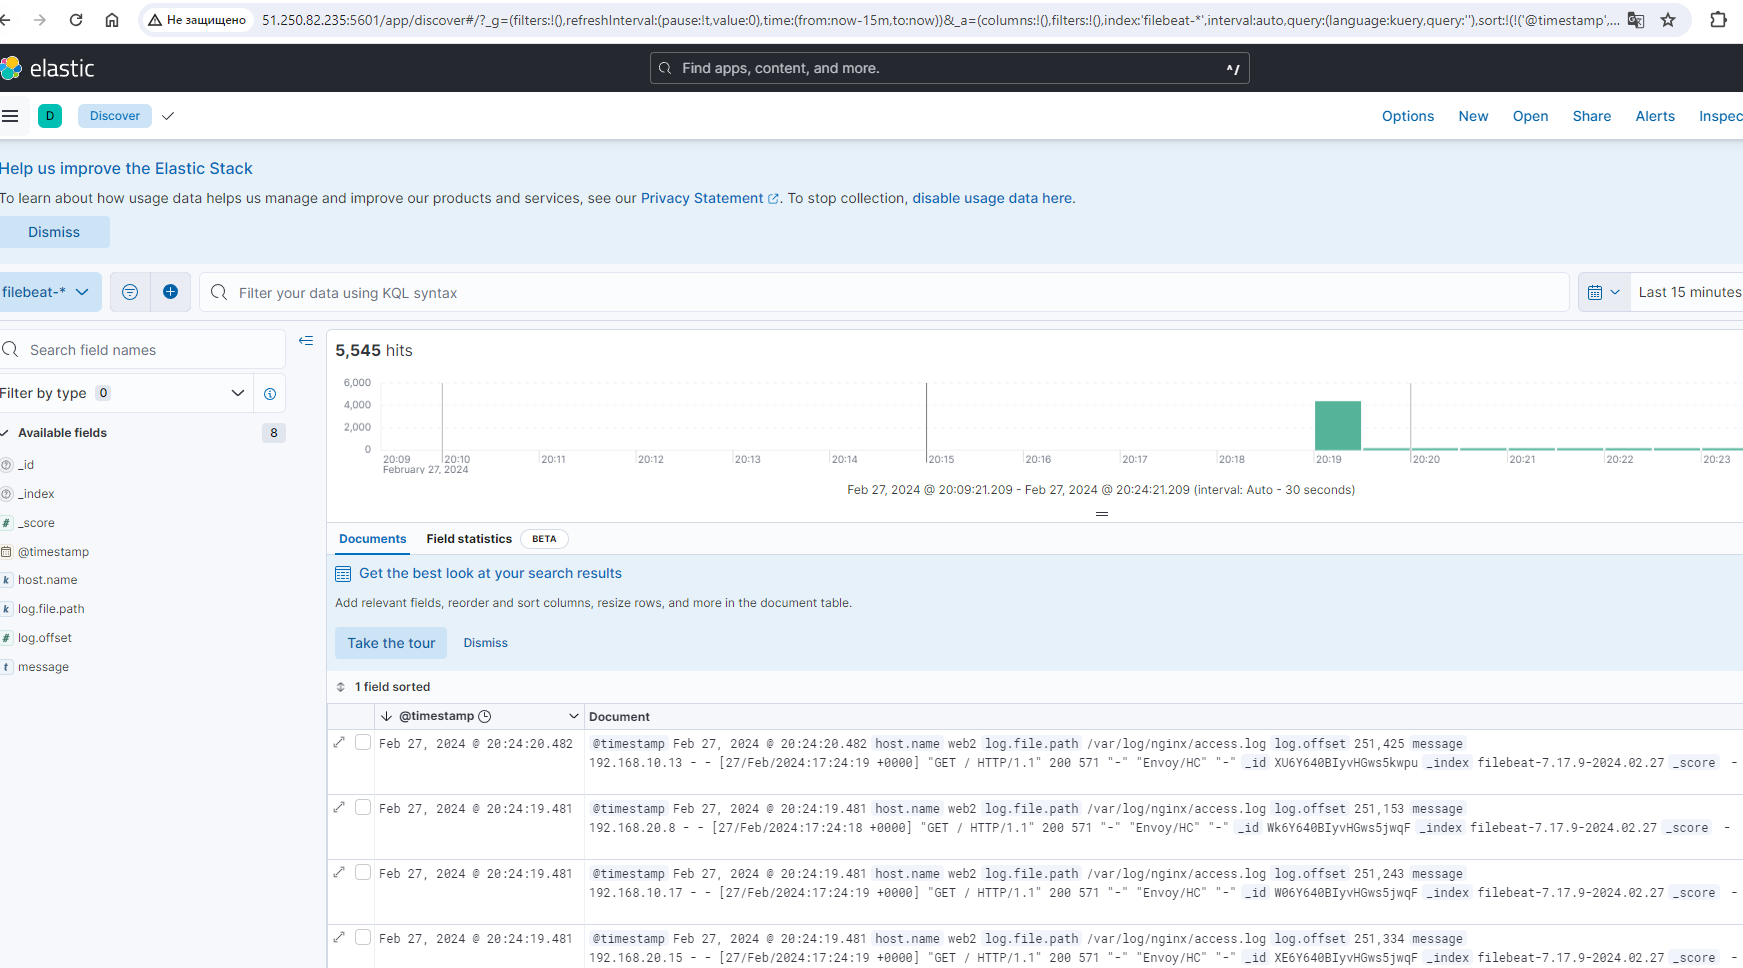 Не защищено 51.250.82.235:5601/app/discover#/?_g=(filters:!(),refreshInterval:(pause:!t,value:0),time:(from:now-15m,to:now))&_a=(columns:!(),filters:!(),index:'filebeat-*',interval:auto,query:(language:kuery,query:''),sort:!(!('@timestamp',...
elastic Find apps, content, and more. ^/
D Discover Options New Open Share Alerts Inspec
Help us improve the Elastic Stack
To learn about how usage data helps us manage and improve our products and services, see our Privacy Statement. To stop collection, disable usage data here.
Dismiss
filebeat-* Filter your data using KQL syntax Last 15 minutes
Search field names
Filter by type 0
Available fields 8
_id
_index
# _score
@timestamp
k host.name
k log.file.path
# log.offset
t message
5,545 hits
6,000
4,000
2,000
0
20:09 20:10 20:11 20:12 20:13 20:14 20:15 20:16 20:17 20:18 20:19 20:20 20:21 20:22 20:23
February 27, 2024
Feb 27, 2024 @ 20:09:21.209 - Feb 27, 2024 @ 20:24:21.209 (interval: Auto - 30 seconds)
Documents Field statistics BETA
Get the best look at your search results
Add relevant fields, reorder and sort columns, resize rows, and more in the document table.
Take the tour Dismiss
1 field sorted
@timestamp Document
Feb 27, 2024 @ 20:24:20.482 @timestamp Feb 27, 2024 @ 20:24:20.482 host.name web2 log.file.path /var/log/nginx/access.log log.offset 251,425 message
192.168.10.13 - - [27/Feb/2024:17:24:19 +0000] "GET / HTTP/1.1" 200 571 "-" "Envoy/HC" "-" _id XU6Y640BIyvHGws5kwpu _index filebeat-7.17.9-2024.02.27 _score -
Feb 27, 2024 @ 20:24:19.481 @timestamp Feb 27, 2024 @ 20:24:19.481 host.name web2 log.file.path /var/log/nginx/access.log log.offset 251,153 message
192.168.20.8 - - [27/Feb/2024:17:24:18 +0000] "GET / HTTP/1.1" 200 571 "-" "Envoy/HC" "-" _id Wk6Y640BIyvHGws5jwqF _index filebeat-7.17.9-2024.02.27 _score -
Feb 27, 2024 @ 20:24:19.481 @timestamp Feb 27, 2024 @ 20:24:19.481 host.name web2 log.file.path /var/log/nginx/access.log log.offset 251,243 message
192.168.10.17 - - [27/Feb/2024:17:24:19 +0000] "GET / HTTP/1.1" 200 571 "-" "Envoy/HC" "-" _id W06Y640BIyvHGws5jwqF _index filebeat-7.17.9-2024.02.27 _score -
Feb 27, 2024 @ 20:24:19.481 @timestamp Feb 27, 2024 @ 20:24:19.481 host.name web2 log.file.path /var/log/nginx/access.log log.offset 251,334 message
192.168.20.15 - - [27/Feb/2024:17:24:19 +0000] "GET / HTTP/1.1" 200 571 "-" "Envoy/HC" "-" _id XE6Y640BIyvHGws5jwqF _index filebeat-7.17.9-2024.02.27 _score -